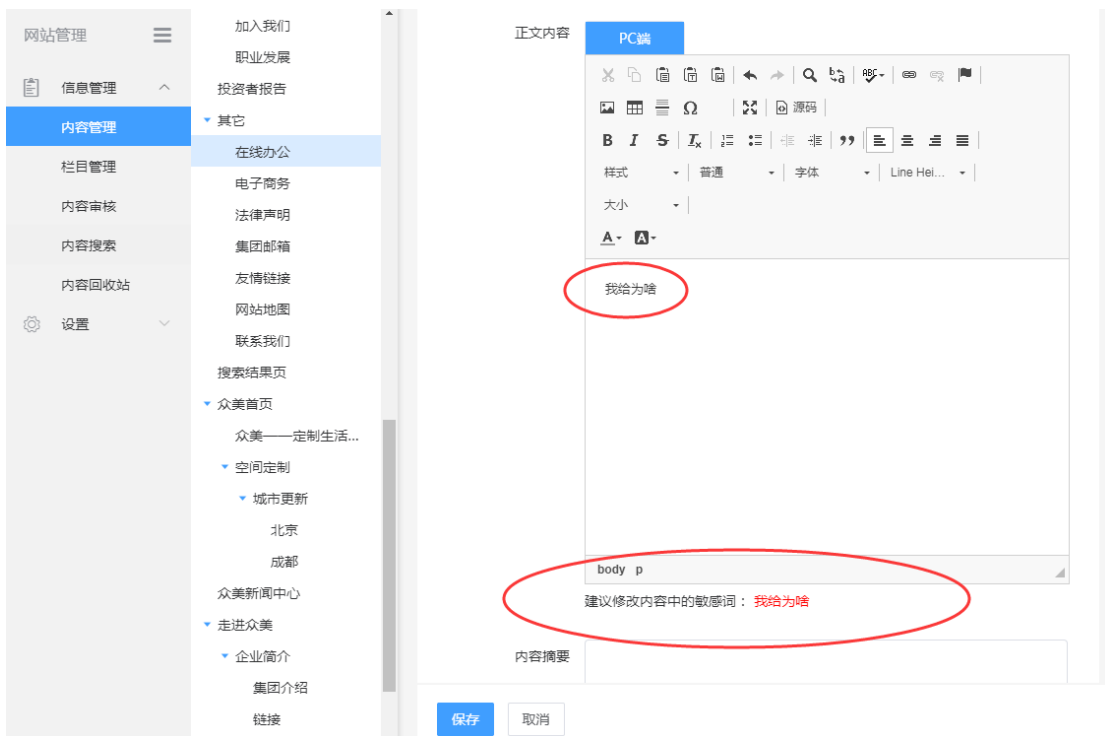 网站管理
信息管理
内容管理
栏目管理
内容审核
内容搜索
内容回收站
设置
加入我们
职业发展
投资者报告
其它
在线办公
电子商务
法律声明
集团邮箱
友情链接
网站地图
联系我们
搜索结果页
众美首页
众美——定制生活...
空间定制
城市更新
北京
成都
众美新闻中心
走进众美
企业简介
集团介绍
链接
正文内容
PC端
ABC
源码
B I S Tx
样式 普通 字体 Line Hei...
大小
A A
我给为啥
body p
建议修改内容中的敏感词： 我给为啥
内容摘要
保存 取消